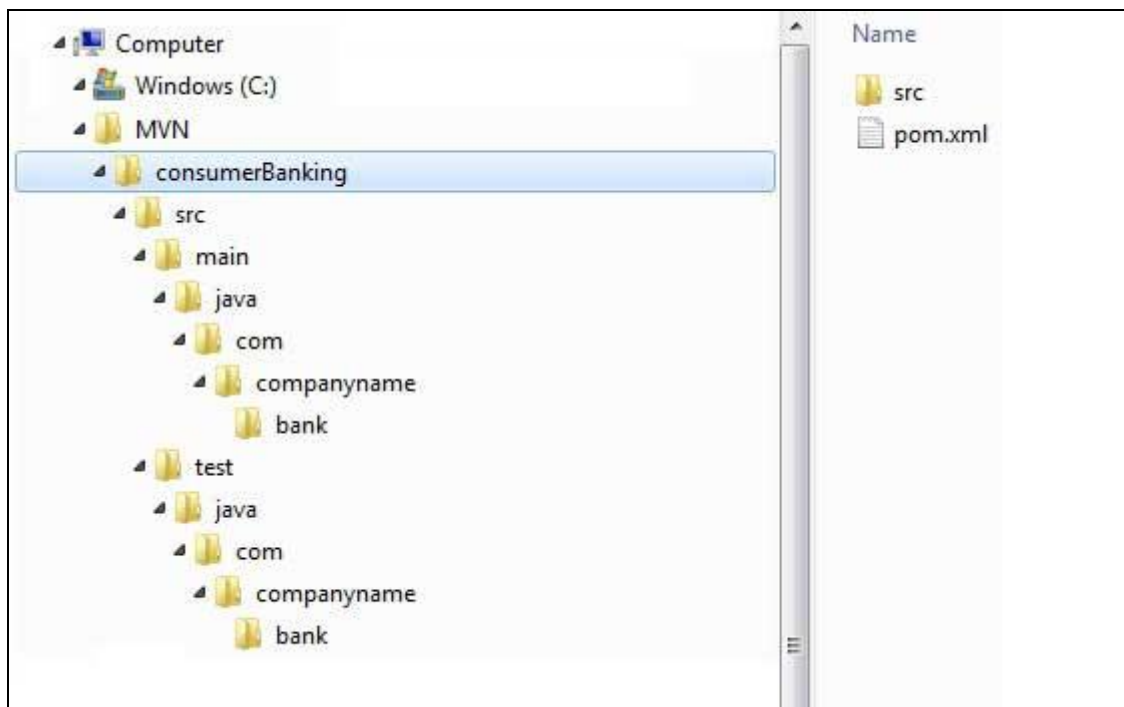 Computer
Windows (C:)
MVN
consumerBanking
src
main
java
com
companyname
bank
test
java
com
companyname
bank
Name
src
pom.xml